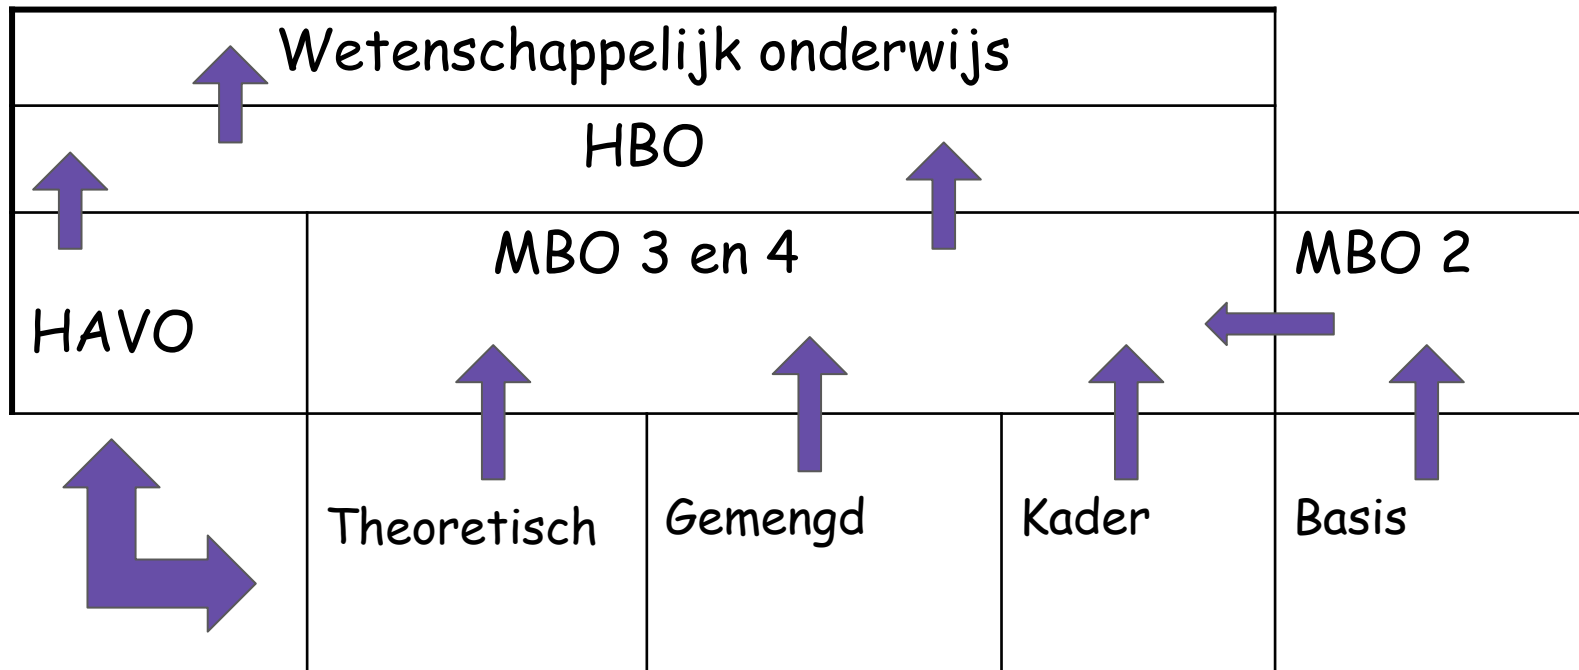 Wetenschappelijk onderwijs
HBO
MBO 3 en 4
MBO 2
HAVO
Theoretisch
Gemengd
Kader
Basis